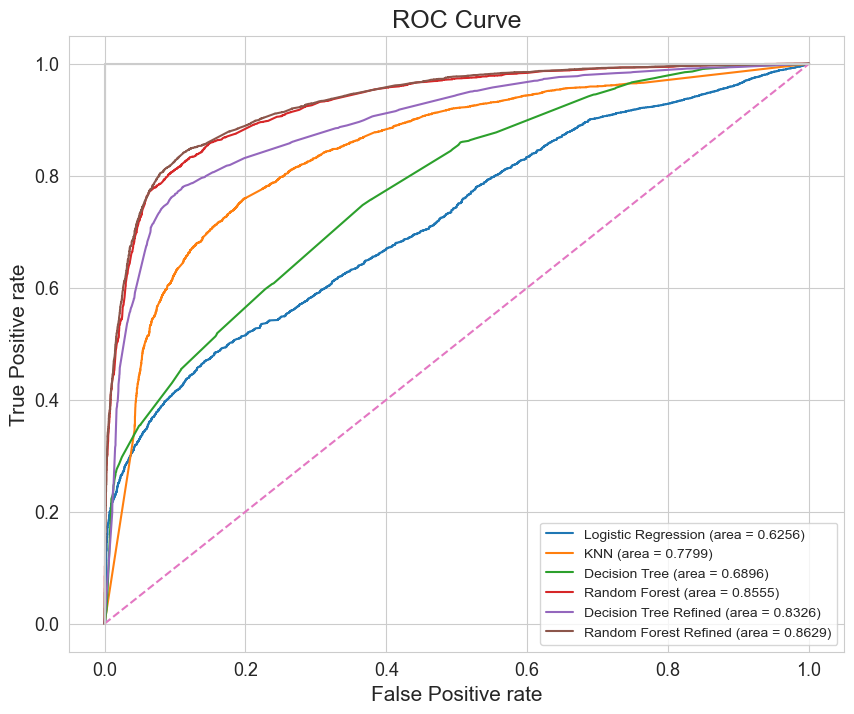 ROC Curve
True Positive rate
1.0
0.8
0.6
0.4
0.2
0.0
Logistic Regression (area = 0.6256)
KNN (area = 0.7799)
Decision Tree (area = 0.6896)
Random Forest (area = 0.8555)
Decision Tree Refined (area = 0.8326)
Random Forest Refined (area = 0.8629)
0.0 0.2 0.4 0.6 0.8 1.0
False Positive rate